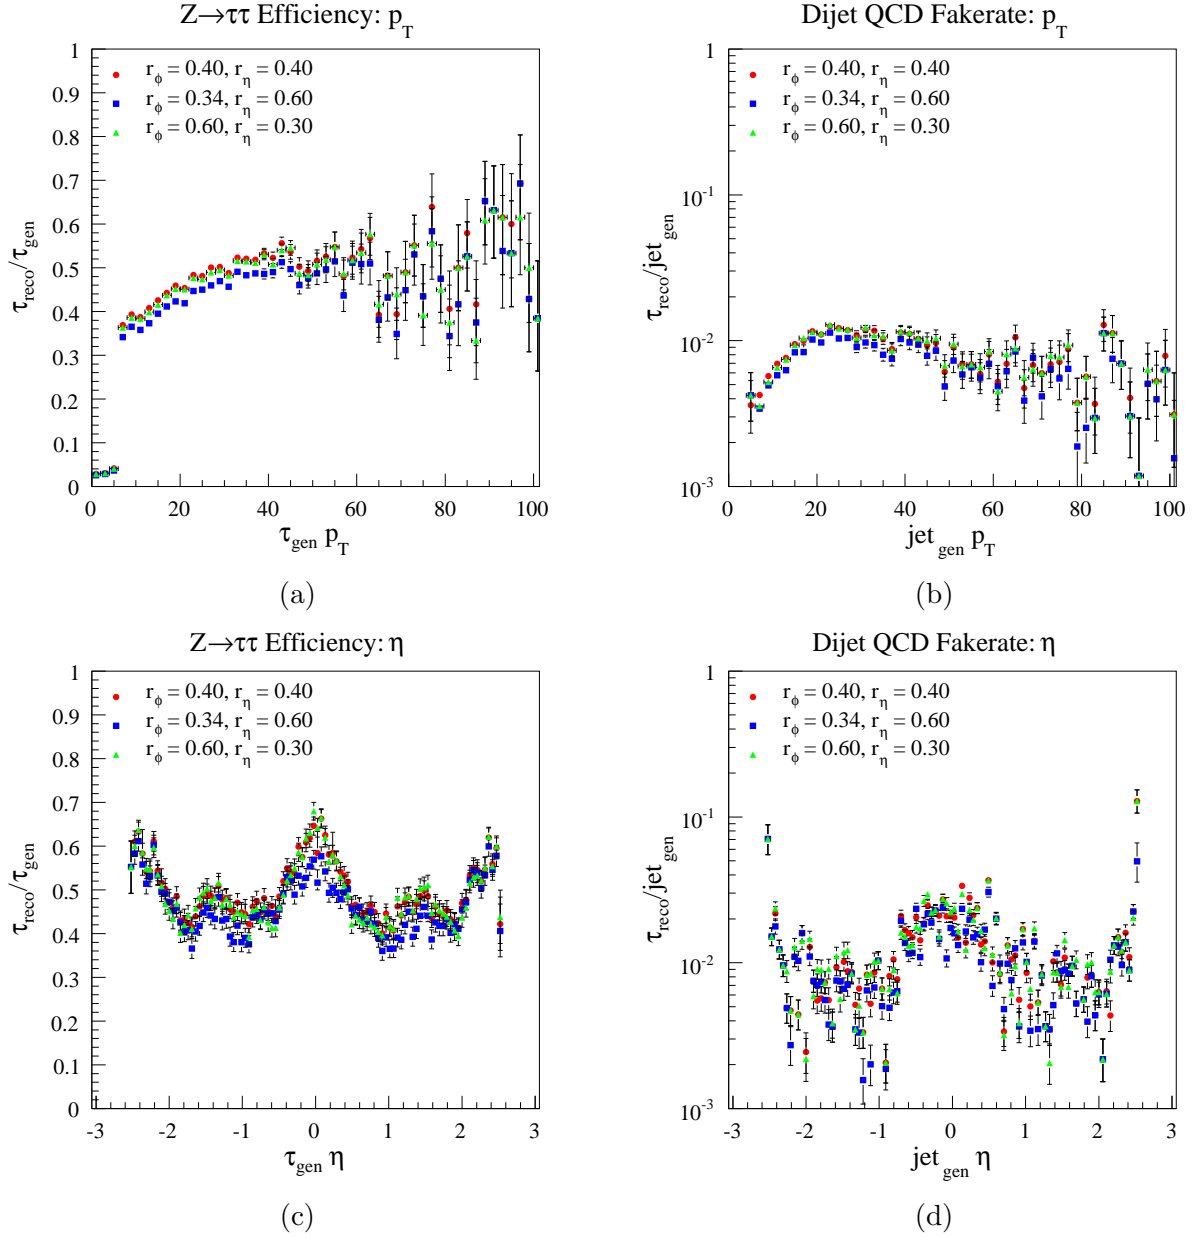 Z→ττ Efficiency: p_T
τ_reco/τ_gen
1
0.9
0.8
0.7
0.6
0.5
0.4
0.3
0.2
0.1
0
r_ϕ = 0.40, r_η = 0.40
r_ϕ = 0.34, r_η = 0.60
r_ϕ = 0.60, r_η = 0.30
0 20 40 60 80 100
τ_gen p_T
(a)
Dijet QCD Fakerate: p_T
τ_reco/jet_gen
1
10^-1
10^-2
10^-3
r_ϕ = 0.40, r_η = 0.40
r_ϕ = 0.34, r_η = 0.60
r_ϕ = 0.60, r_η = 0.30
0 20 40 60 80 100
jet_gen p_T
(b)
Z→ττ Efficiency: η
τ_reco/τ_gen
1
0.9
0.8
0.7
0.6
0.5
0.4
0.3
0.2
0.1
0
r_ϕ = 0.40, r_η = 0.40
r_ϕ = 0.34, r_η = 0.60
r_ϕ = 0.60, r_η = 0.30
-3 -2 -1 0 1 2 3
τ_gen η
(c)
Dijet QCD Fakerate: η
τ_reco/jet_gen
1
10^-1
10^-2
10^-3
r_ϕ = 0.40, r_η = 0.40
r_ϕ = 0.34, r_η = 0.60
r_ϕ = 0.60, r_η = 0.30
-3 -2 -1 0 1 2 3
jet_gen η
(d)